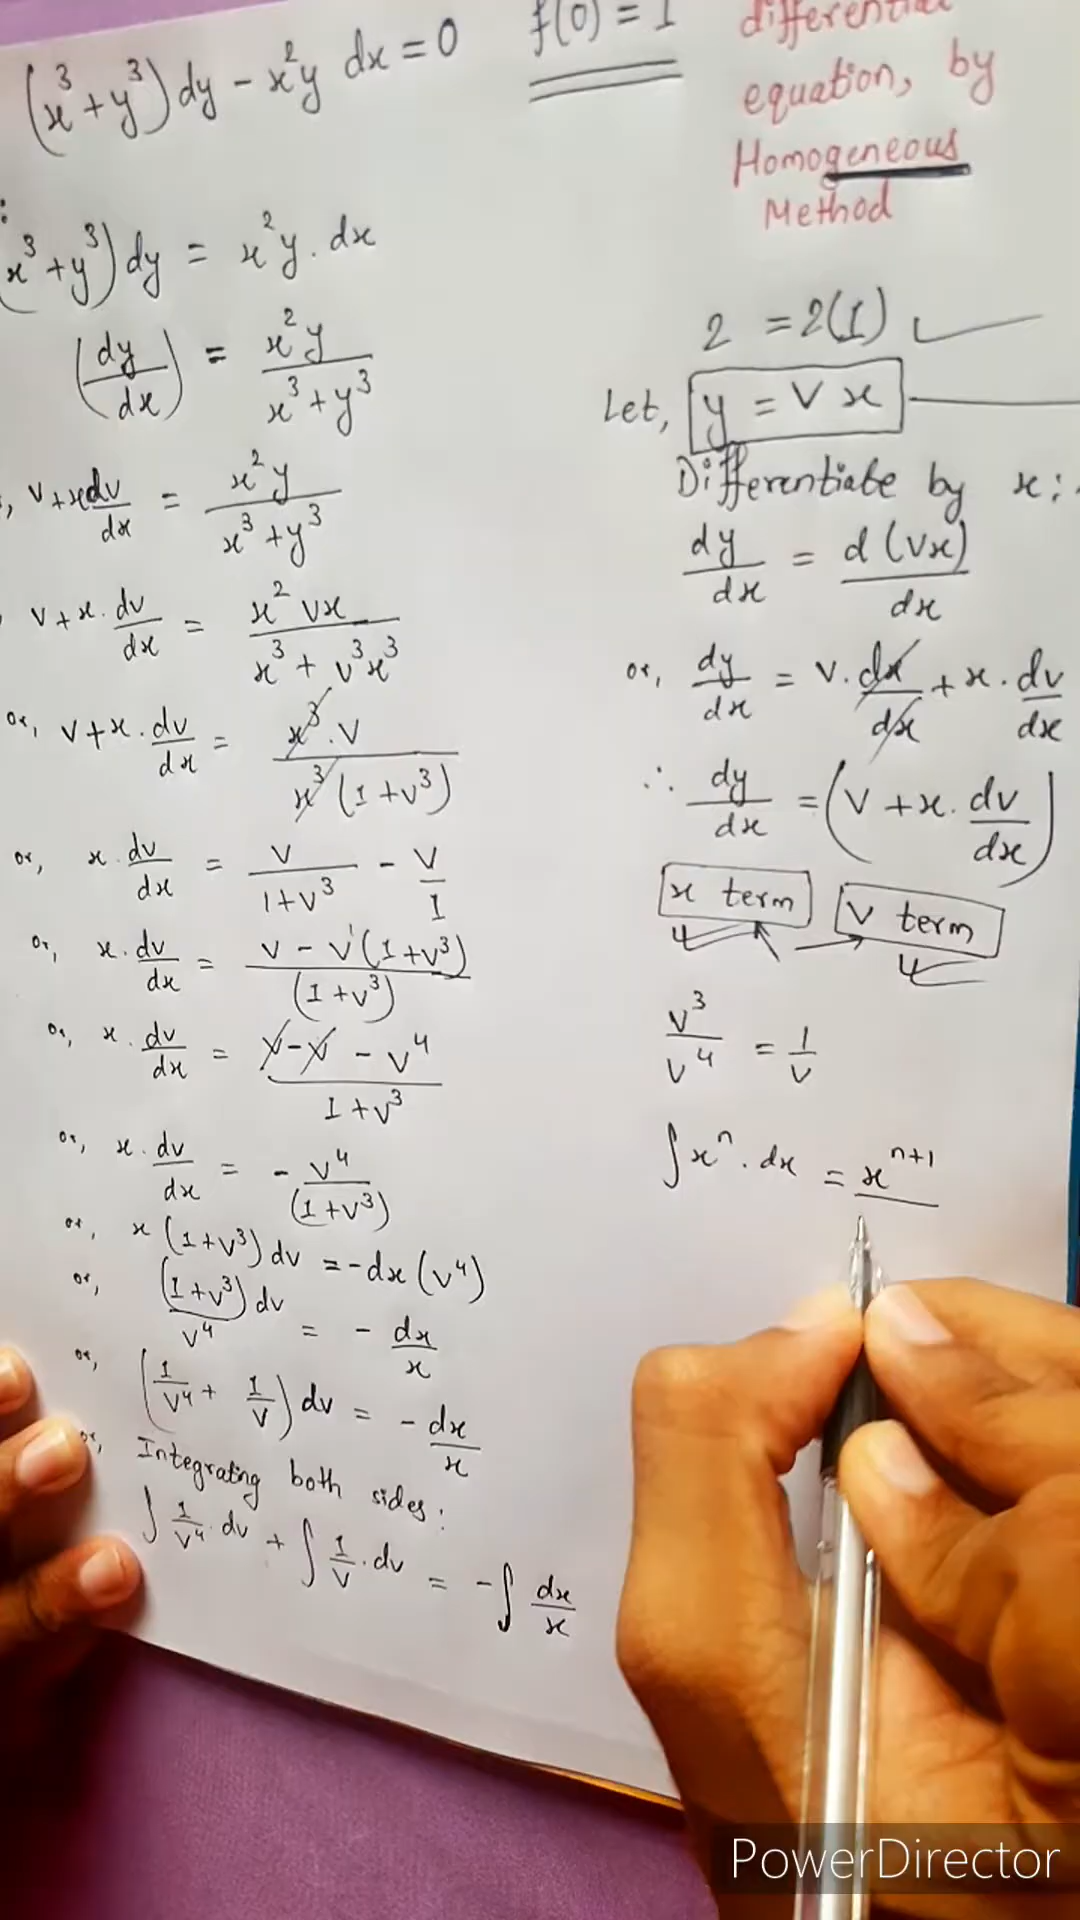 (x³+y³)dy - x²y dx = 0
f(0) = 1
differential
equation, by
Homogeneous
Method
(x³+y³)dy = x²y.dx
(dy/dx) = x²y/(x³+y³)
v+xdv/dx = x²y/(x³+y³)
v+x.dv/dx = x²vx/(x³+v³x³)
or, v+x.dv/dx = x³.v/(x³(1+v³))
or, x.dv/dx = v/(1+v³) - v/1
or, x.dv/dx = (v-v(1+v³))/(1+v³)
or, x.dv/dx = (v-v-v⁴)/(1+v³)
or, x.dv/dx = -v⁴/(1+v³)
or, x(1+v³)dv = -dx(v⁴)
or, (1+v³)dv/v⁴ = -dx/x
or, (1/v⁴+1/v)dv = -dx/x
or, Integrating both sides:
∫1/v⁴.dv + ∫1/v.dv = -∫dx/x
2 = 2(1)
Let, y = vx
Differentiate by x:
dy/dx = d(vx)/dx
or, dy/dx = v.dx/dx + x.dv/dx
∴ dy/dx = (v+x.dv/dx)
x term
v term
v³/v⁴ = 1/v
∫xⁿ.dx = xⁿ⁺¹
PowerDirector